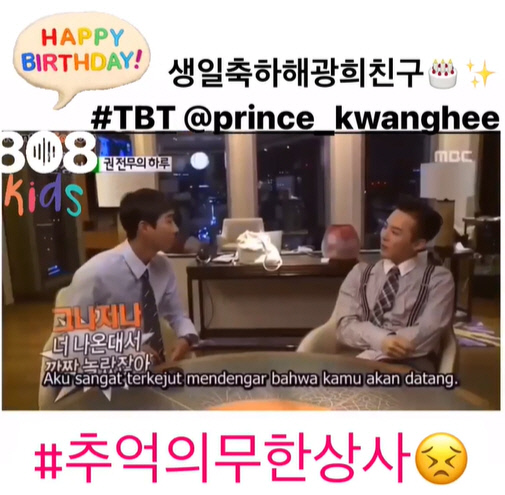 HAPPY
BIRTHDAY!
생일축하해광희친구🎂✨
#TBT @prince_kwanghee
808
kids
권전무의 하루
MBC
그나저나
너 나온대서
깜짝 놀랐잖아
Aku sangat terkejut mendengar bahwa kamu akan datang.
#추억의무한상사😣